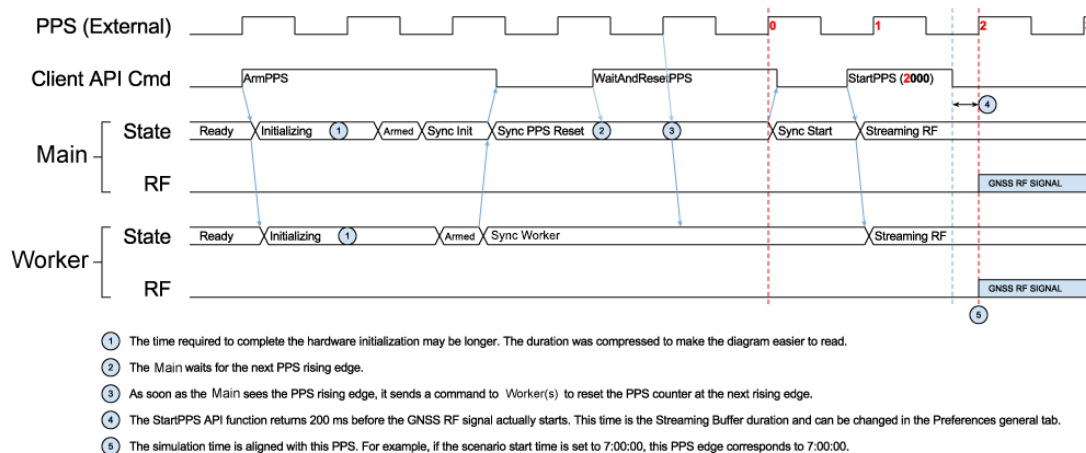 PPS (External)
0 1 2
Client API Cmd
ArmPPS WaitAndResetPPS StartPPS (2000)
4
State Ready Initializing 1 Armed Sync Init Sync PPS Reset 2 3 Sync Start Streaming RF
Main
RF GNSS RF SIGNAL
State Ready Initializing 1 Armed Sync Worker Streaming RF
Worker
RF GNSS RF SIGNAL
5
1 The time required to complete the hardware initialization may be longer. The duration was compressed to make the diagram easier to read.
2 The Main waits for the next PPS rising edge.
3 As soon as the Main sees the PPS rising edge, it sends a command to Worker(s) to reset the PPS counter at the next rising edge.
4 The StartPPS API function returns 200 ms before the GNSS RF signal actually starts. This time is the Streaming Buffer duration and can be changed in the Preferences general tab.
5 The simulation time is aligned with this PPS. For example, if the scenario start time is set to 7:00:00, this PPS edge corresponds to 7:00:00.